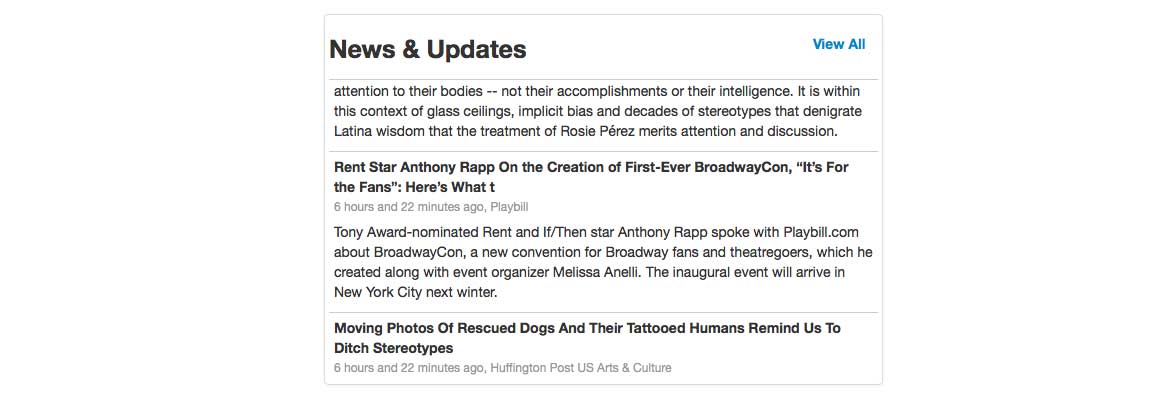 News & Updates
View All
attention to their bodies -- not their accomplishments or their intelligence. It is within
this context of glass ceilings, implicit bias and decades of stereotypes that denigrate
Latina wisdom that the treatment of Rosie Pérez merits attention and discussion.
Rent Star Anthony Rapp On the Creation of First-Ever BroadwayCon, “It’s For
the Fans”: Here’s What t
6 hours and 22 minutes ago, Playbill
Tony Award-nominated Rent and If/Then star Anthony Rapp spoke with Playbill.com
about BroadwayCon, a new convention for Broadway fans and theatregoers, which he
created along with event organizer Melissa Anelli. The inaugural event will arrive in
New York City next winter.
Moving Photos Of Rescued Dogs And Their Tattooed Humans Remind Us To
Ditch Stereotypes
6 hours and 22 minutes ago, Huffington Post US Arts & Culture